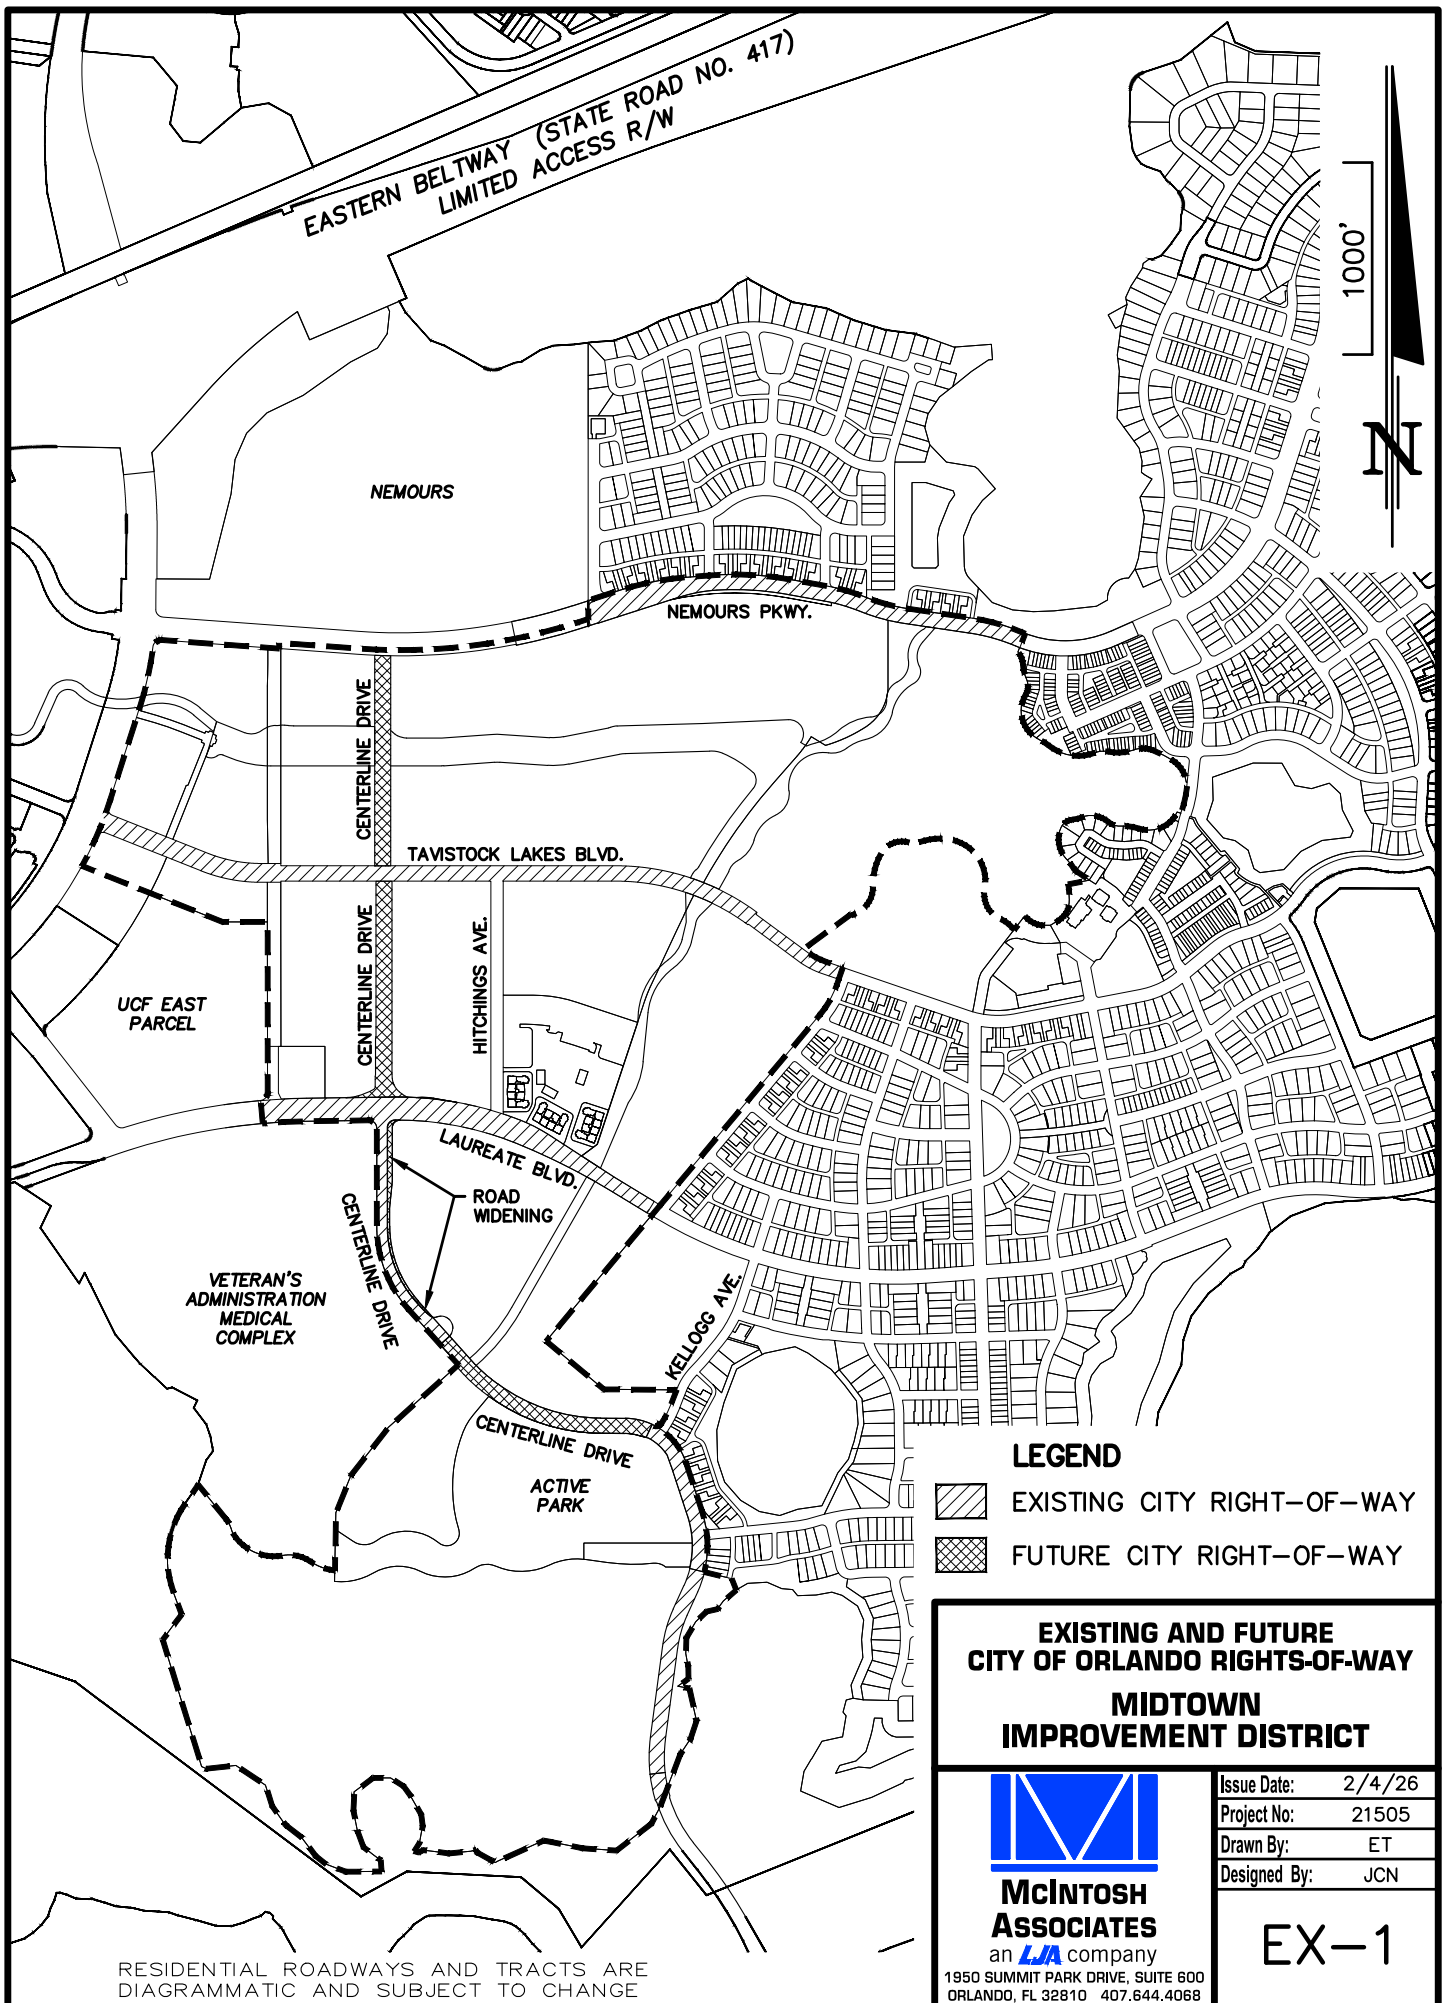 EASTERN BELTWAY (STATE ROAD NO. 417)
LIMITED ACCESS R/W
1000'
N
NEMOURS
NEMOURS PKWY.
CENTERLINE DRIVE
TAVISTOCK LAKES BLVD.
CENTERLINE DRIVE
HITCHINGS AVE.
UCF EAST
PARCEL
LAUREATE BLVD.
ROAD
WIDENING
CENTERLINE DRIVE
VETERAN'S
ADMINISTRATION
MEDICAL
COMPLEX
KELLOGG AVE.
CENTERLINE DRIVE
ACTIVE
PARK
LEGEND
EXISTING CITY RIGHT-OF-WAY
FUTURE CITY RIGHT-OF-WAY
EXISTING AND FUTURE
CITY OF ORLANDO RIGHTS-OF-WAY
MIDTOWN
IMPROVEMENT DISTRICT
Issue Date: 2/4/26
Project No: 21505
Drawn By: ET
Designed By: JCN
EX-1
MCINTOSH
ASSOCIATES
an LJA company
1950 SUMMIT PARK DRIVE, SUITE 600
ORLANDO, FL 32810 407.644.4068
RESIDENTIAL ROADWAYS AND TRACTS ARE
DIAGRAMMATIC AND SUBJECT TO CHANGE